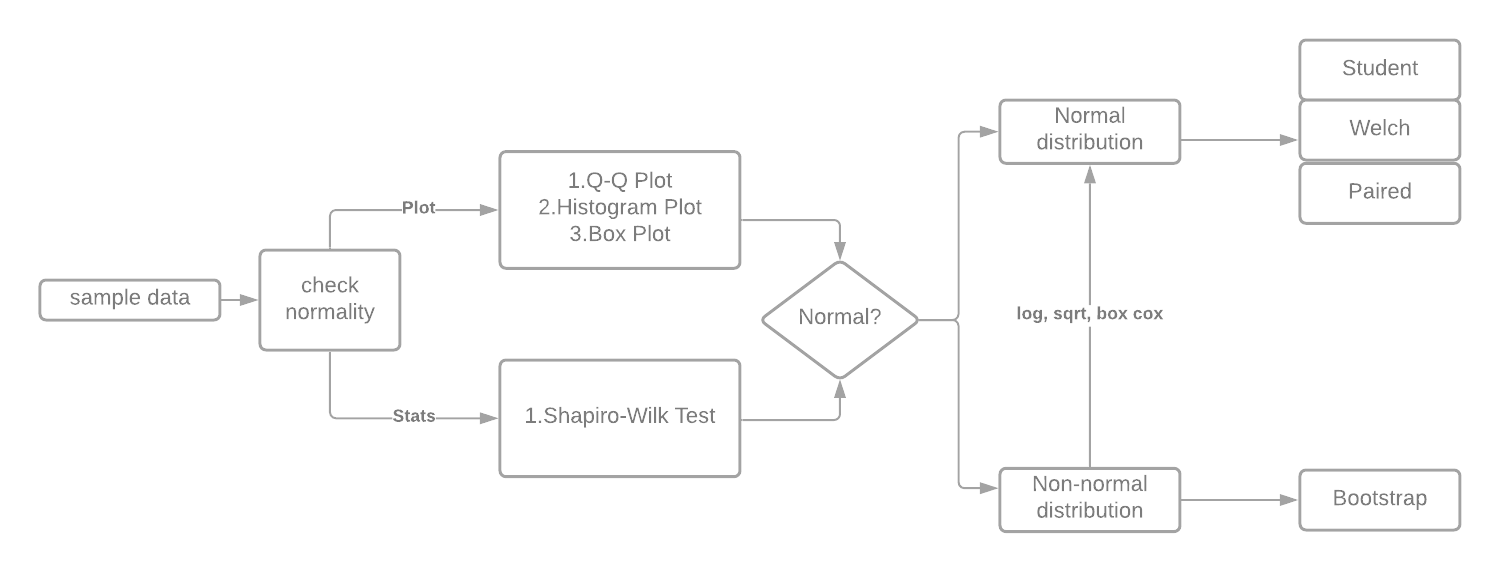 sample data
check
normality
Plot
Stats
1.Q-Q Plot
2.Histogram Plot
3.Box Plot
1.Shapiro-Wilk Test
Normal?
Normal
distribution
log, sqrt, box cox
Non-normal
distribution
Student
Welch
Paired
Bootstrap